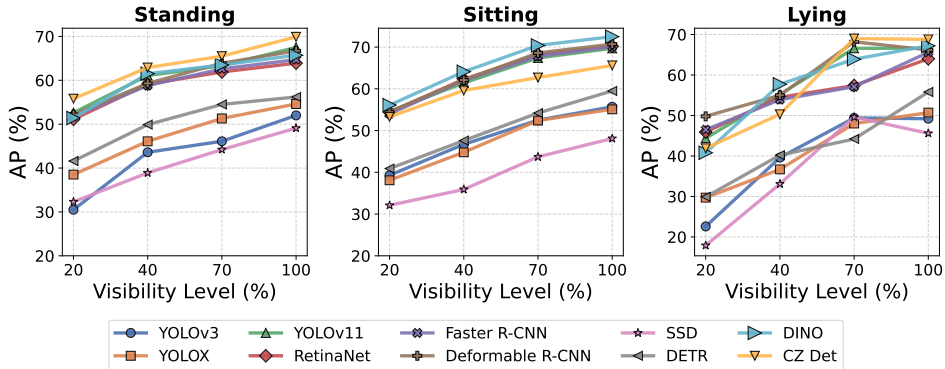 Standing
Sitting
Lying
AP (%)
70
60
50
40
30
20
20 40 70 100
Visibility Level (%)
AP (%)
70
60
50
40
30
20
20 40 70 100
Visibility Level (%)
AP (%)
70
60
50
40
30
20
20 40 70 100
Visibility Level (%)
YOLOv3 YOLOv11 Faster R-CNN SSD DINO
YOLOX RetinaNet Deformable R-CNN DETR CZ Det